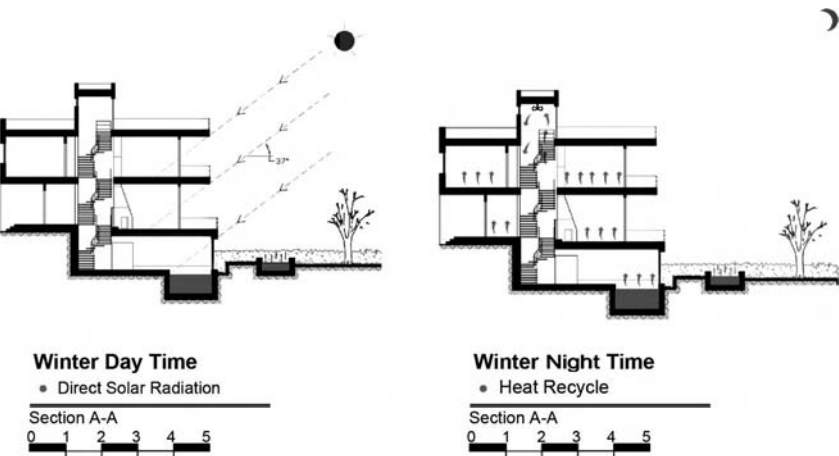 37°
Winter Day Time
• Direct Solar Radiation
Section A-A
0 1 2 3 4 5
Winter Night Time
• Heat Recycle
Section A-A
0 1 2 3 4 5